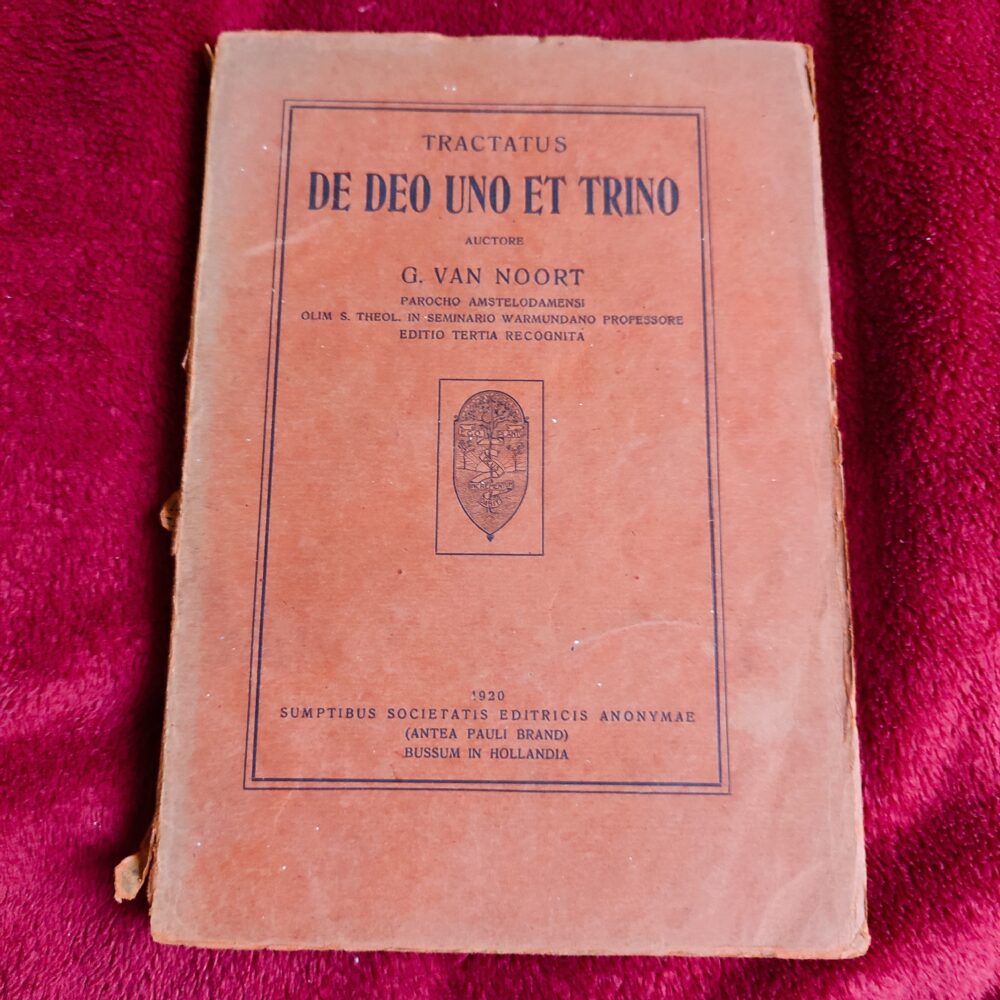 TRACTATUS
DE DEO UNO ET TRINO
AUCTORE
G. VAN NOORT
PAROCHO AMSTELODAMENSI
OLIM S. THEOL. IN SEMINARIO WARMUNDANO PROFESSORE
EDITIO TERTIA RECOGNITA
1920
SUMPTIBUS SOCIETATIS EDITRICIS ANONYMAE
(ANTEA PAULI BRAND)
BUSSUM IN HOLLANDIA